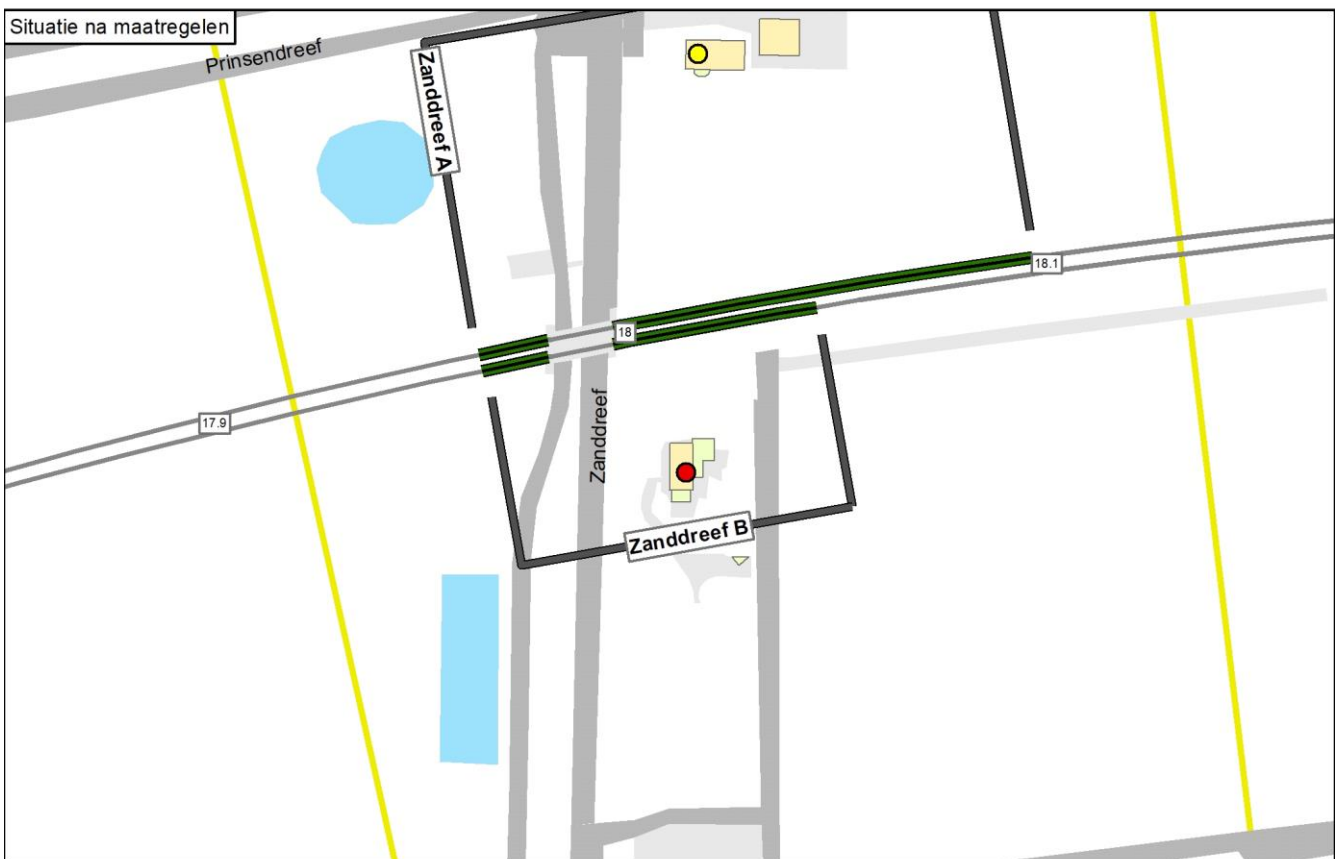 Situatie na maatregelen
Prinsendreef
Zanddreef A
18.1
18
17.9
Zanddreef
Zanddreef B